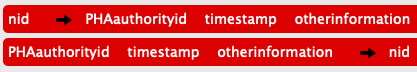 nid → PHAauthorityid timestamp otherinformation
PHAauthorityid timestamp otherinformation → nid